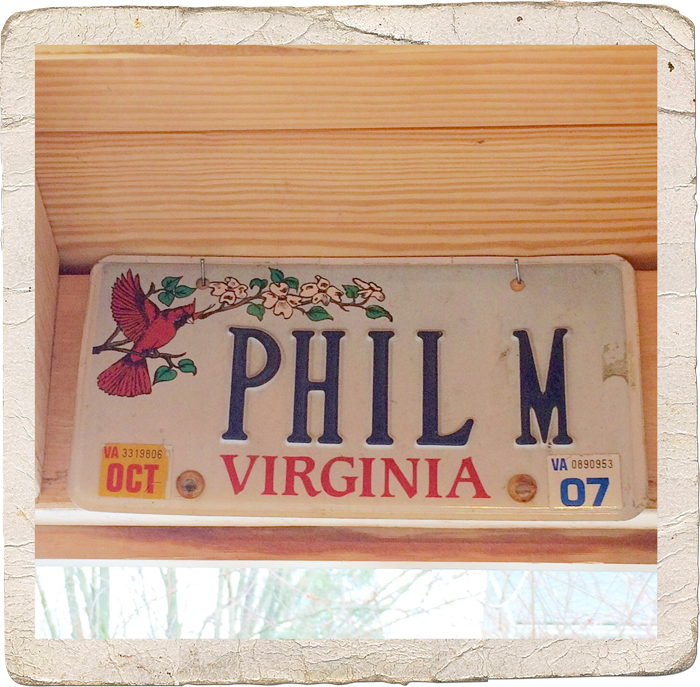 PHIL M
VA 3319806
OCT
VIRGINIA
VA 0890953
07